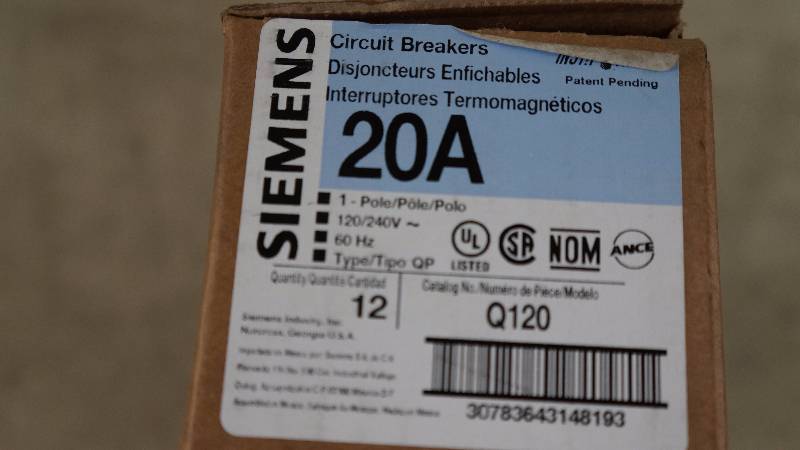 SIEMENS
Circuit Breakers
Disjoncteurs Enfichables
Interruptores Termomagnéticos
Patent Pending
20A
1 - Pole/Pôle/Polo
120/240V ~
60 Hz
Type/Tipo QP
UL
LISTED
SA
NOM
ANCE
Quantity Quantité Cantidad
12
Catalog No./Numéro de Pièce/Modelo
Q120
Siemens Industry, Inc.
Norcross, Georgia U.S.A.
30783643148193